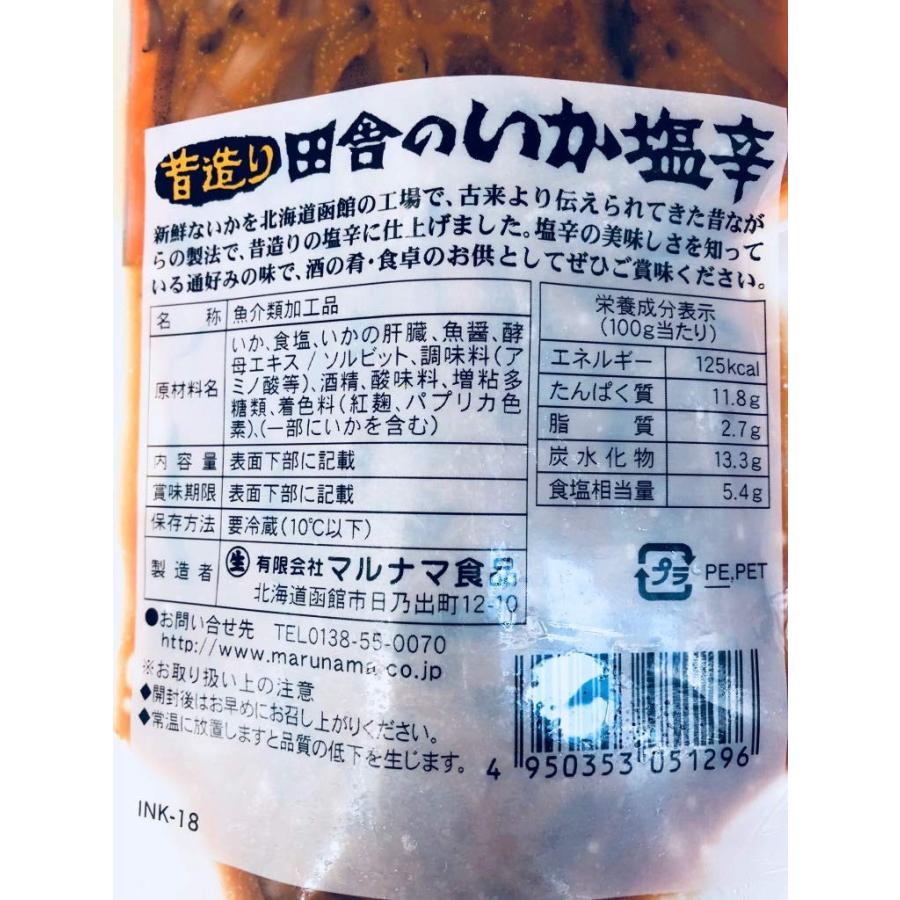 昔造り 田舎のいか塩辛
新鮮ないかを北海道函館の工場で、古来より伝えられてきた昔なが
らの製法で、昔造りの塩辛に仕上げました。塩辛の美味しさを知って
いる通好みの味で、酒の肴・食卓のお供としてぜひご賞味ください。
名称 魚介類加工品
原材料名 いか、食塩、いかの肝臓、魚醤、酵
母エキス/ソルビット、調味料(ア
ミノ酸等)、酒精、酸味料、増粘多
糖類、着色料(紅麹、パプリカ色
素)、(一部にいかを含む)
内容量 表面下部に記載
賞味期限 表面下部に記載
保存方法 要冷蔵(10℃以下)
製造者 生 有限会社マルナマ食品
北海道函館市日乃出町12-10
栄養成分表示
(100g当たり)
エネルギー 125kcal
たんぱく質 11.8g
脂質 2.7g
炭水化物 13.3g
食塩相当量 5.4g
プラ PE,PET
●お問い合せ先 TEL0138-55-0070
http://www.marunama.co.jp
※お取り扱い上の注意
◆開封後はお早めにお召し上がりください。
◆常温に放置しますと品質の低下を生じます。
4 950353 051296
INK-18